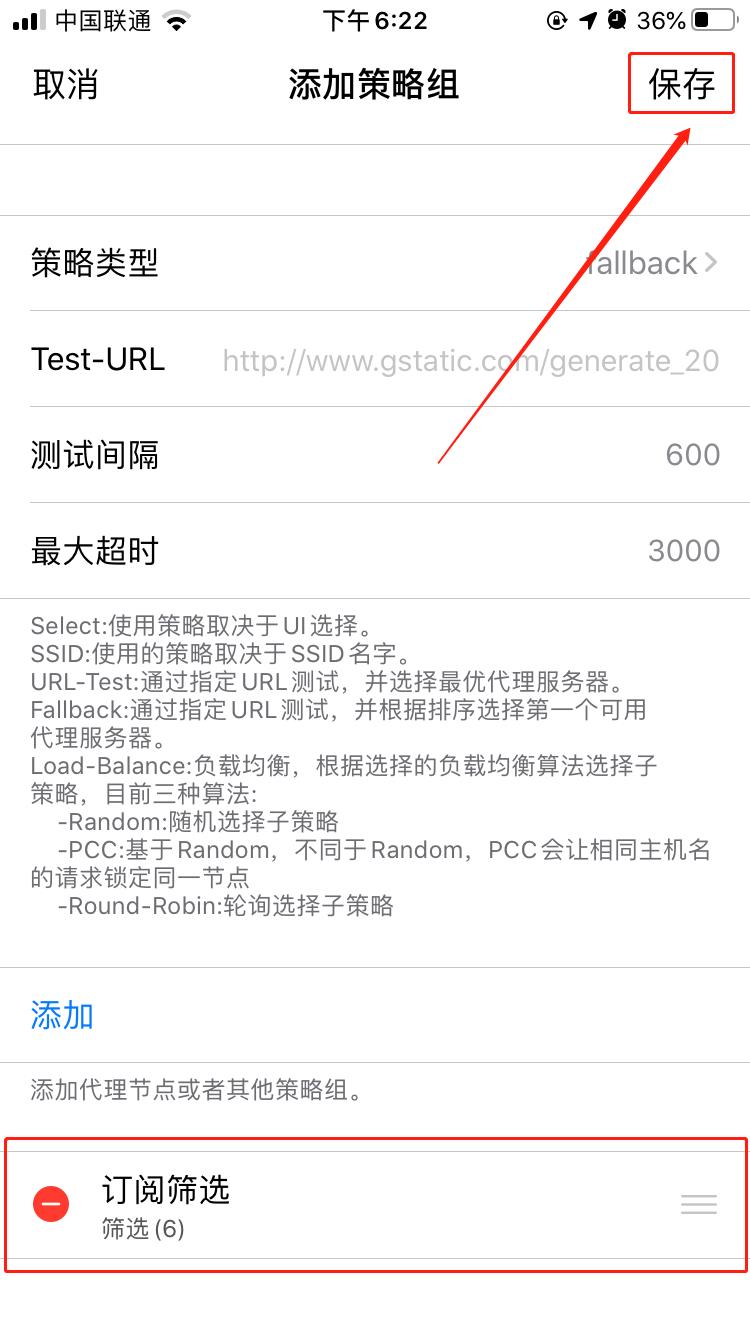 中国联通 下午6:22 36%
取消 添加策略组 保存
策略类型 fallback
Test-URL http://www.gstatic.com/generate_20
测试间隔 600
最大超时 3000
Select:使用策略取决于UI选择。
SSID:使用的策略取决于SSID名字。
URL-Test:通过指定URL测试，并选择最优代理服务器。
Fallback:通过指定URL测试，并根据排序选择第一个可用
代理服务器。
Load-Balance:负载均衡，根据选择的负载均衡算法选择子
策略，目前三种算法:
-Random:随机选择子策略
-PCC:基于Random，不同于Random，PCC会让相同主机名
的请求锁定同一节点
-Round-Robin:轮询选择子策略
添加
添加代理节点或者其他策略组。
订阅筛选
筛选(6)